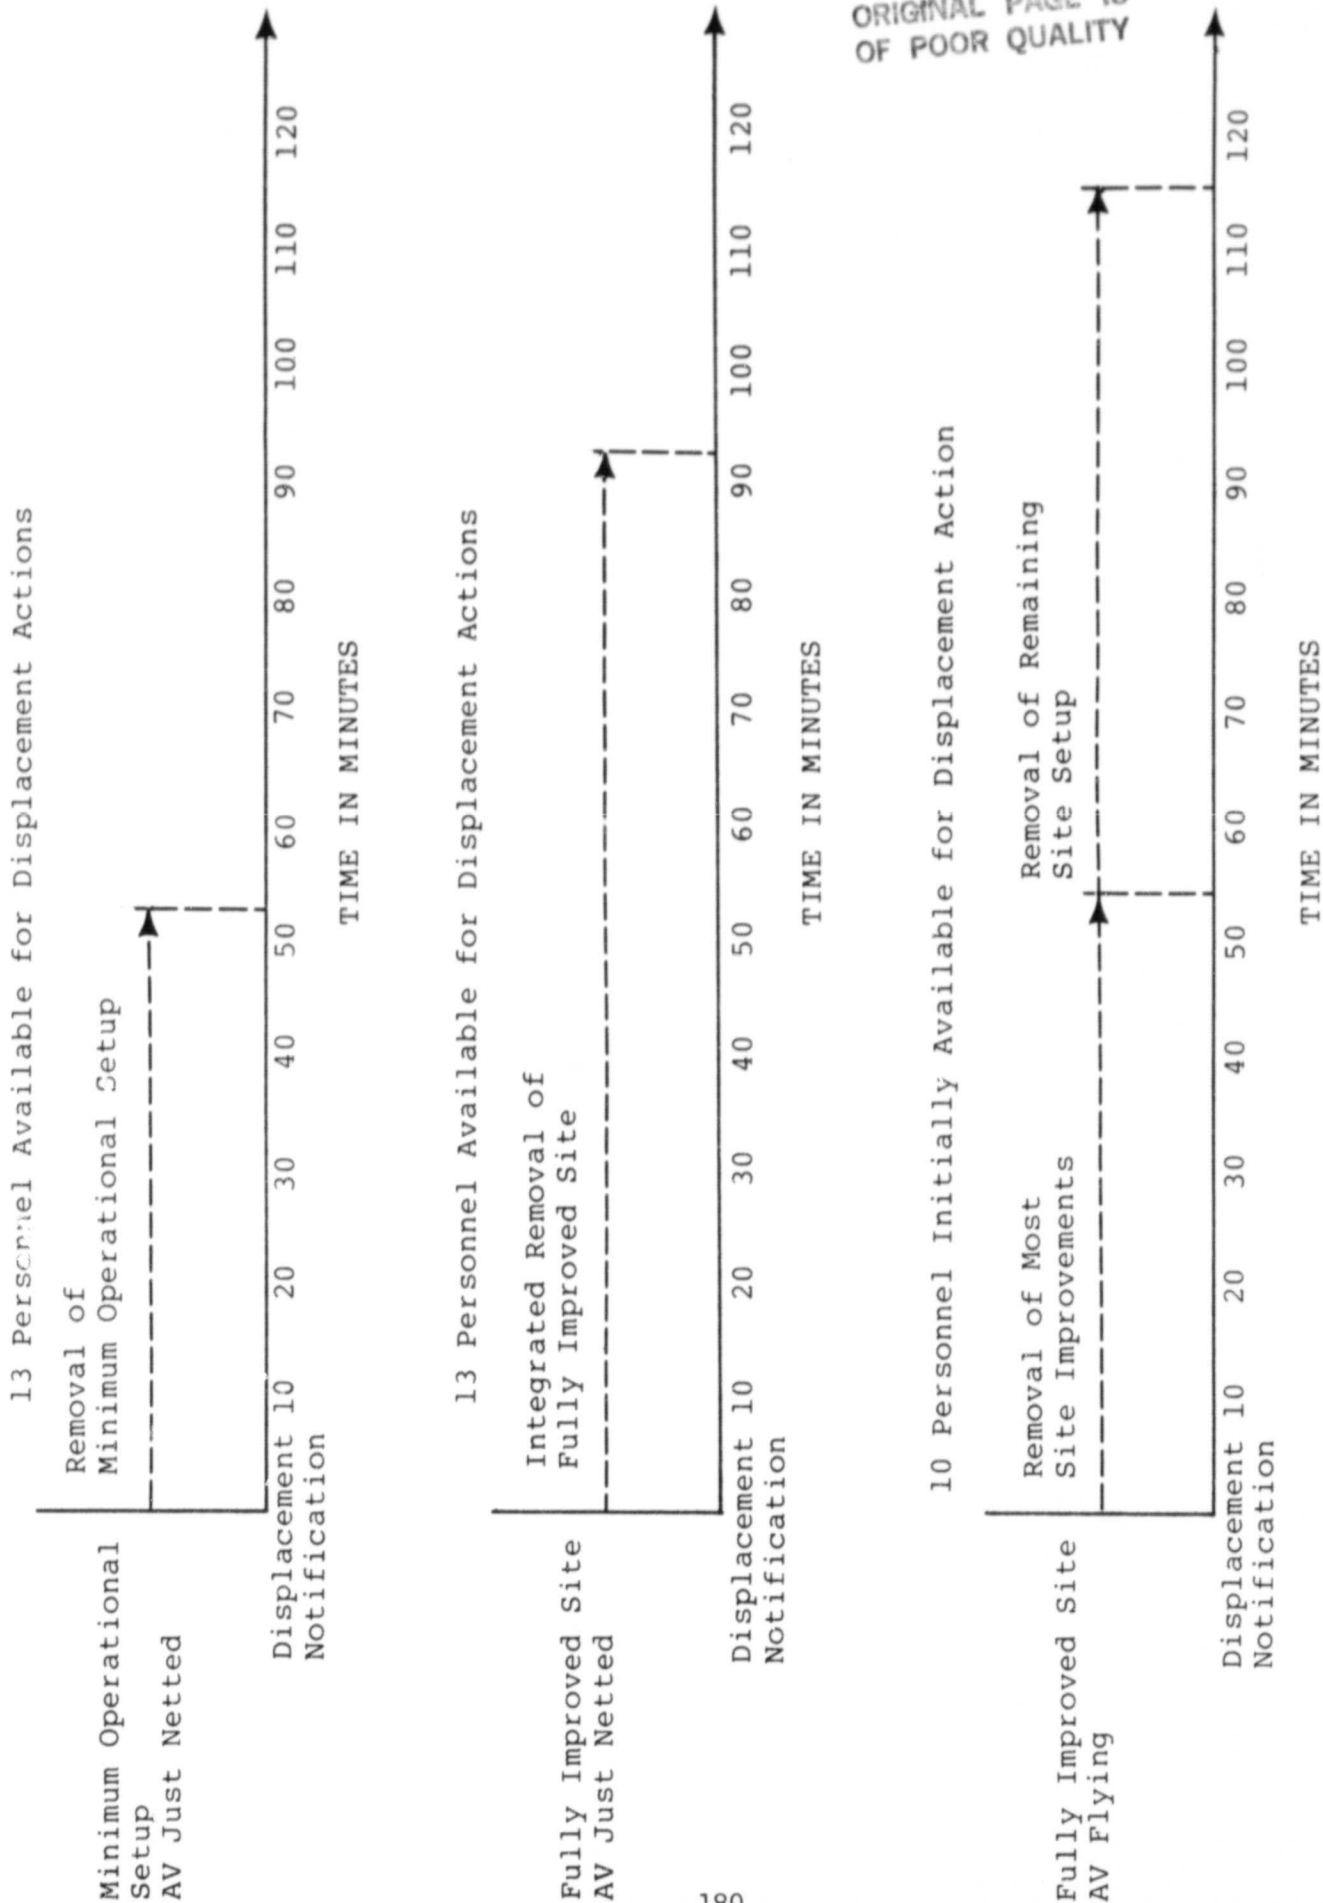 ORIGINAL PAGE IS
OF POOR QUALITY
13 Personnel Available for Displacement Actions
Minimum Operational
Setup
AV Just Netted
Removal of
Minimum Operational Setup
Displacement
Notification
10 20 30 40 50 60 70 80 90 100 110 120
TIME IN MINUTES
13 Personnel Available for Displacement Actions
Fully Improved Site
AV Just Netted
Integrated Removal of
Fully Improved Site
Displacement
Notification
10 20 30 40 50 60 70 80 90 100 110 120
TIME IN MINUTES
10 Personnel Initially Available for Displacement Action
Fully Improved Site
AV Flying
Removal of Most
Site Improvements
Removal of Remaining
Site Setup
Displacement
Notification
10 20 30 40 50 60 70 80 90 100 110 120
TIME IN MINUTES
180